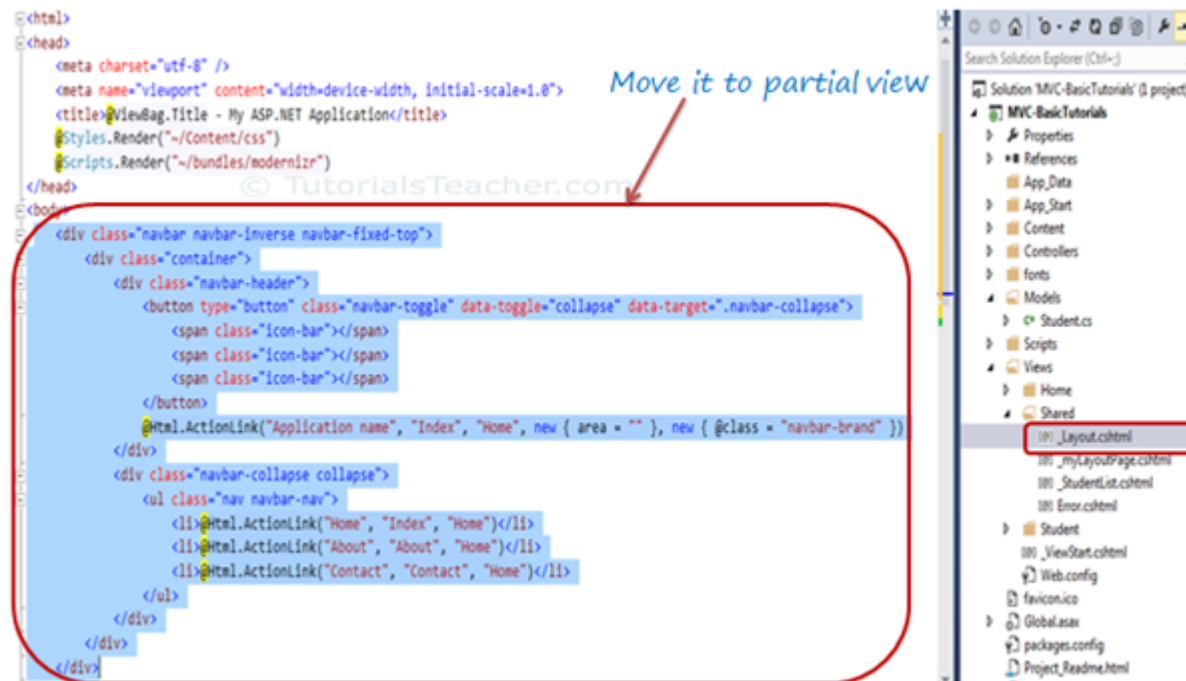 <html>
<head>
<meta charset="utf-8" />
<meta name="viewport" content="width=device-width, initial-scale=1.0">
<title>@ViewBag.Title - My ASP.NET Application</title>
@Styles.Render("~/Content/css")
@Scripts.Render("~/bundles/modernizr")
</head>
<body>
<div class="navbar navbar-inverse navbar-fixed-top">
<div class="container">
<div class="navbar-header">
<button type="button" class="navbar-toggle" data-toggle="collapse" data-target=".navbar-collapse">
<span class="icon-bar"></span>
<span class="icon-bar"></span>
<span class="icon-bar"></span>
</button>
@Html.ActionLink("Application name", "Index", "Home", new { area = "" }, new { @class = "navbar-brand" })
</div>
<div class="navbar-collapse collapse">
<ul class="nav navbar-nav">
<li>@Html.ActionLink("Home", "Index", "Home")</li>
<li>@Html.ActionLink("About", "About", "Home")</li>
<li>@Html.ActionLink("Contact", "Contact", "Home")</li>
</ul>
</div>
</div>
</div>
Move it to partial view
© TutorialsTeacher.com
Search Solution Explorer (Ctrl+;)
Solution 'MVC-BasicTutorials' (1 project)
MVC-BasicTutorials
Properties
References
App_Data
App_Start
Content
Controllers
fonts
Models
C# Student.cs
Scripts
Views
Home
Shared
_Layout.cshtml
_myLayoutPage.cshtml
_StudentList.cshtml
Error.cshtml
Student
_ViewStart.cshtml
Web.config
favicon.ico
Global.asax
packages.config
Project_Readme.html